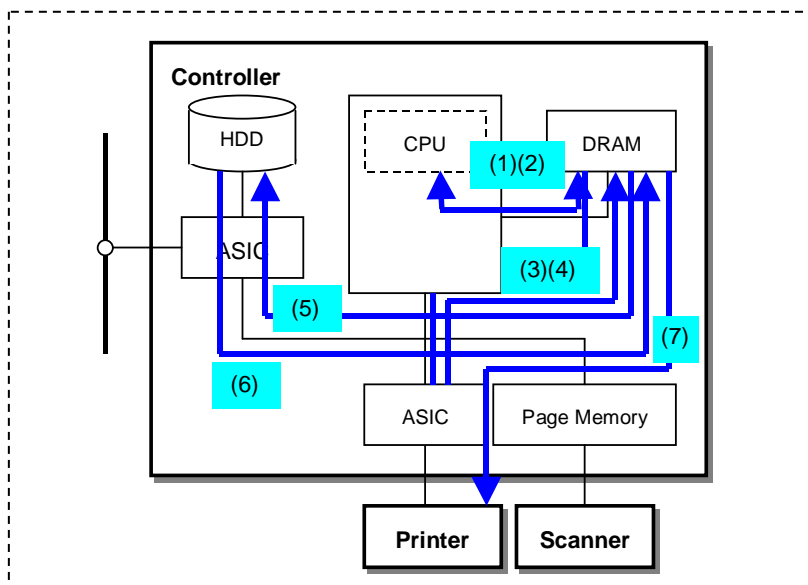 Controller
HDD
CPU
DRAM
(1)(2)
ASIC
(3)(4)
(5)
(7)
(6)
ASIC
Page Memory
Printer
Scanner